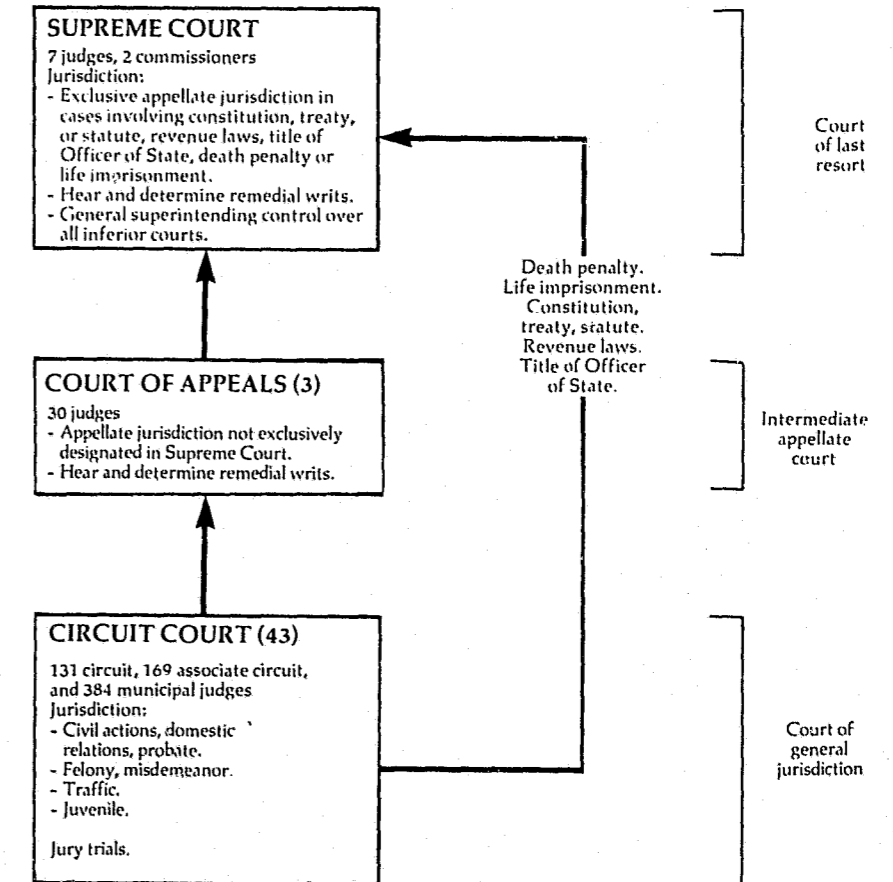 SUPREME COURT
7 judges, 2 commissioners
Jurisdiction:
- Exclusive appellate jurisdiction in
cases involving constitution, treaty,
or statute, revenue laws, title of
Officer of State, death penalty or
life imprisonment.
- Hear and determine remedial writs.
- General superintending control over
all inferior courts.
Court
of last
resort
Death penalty.
Life imprisonment.
Constitution,
treaty, statute.
Revenue laws.
Title of Officer
of State.
COURT OF APPEALS (3)
30 judges
- Appellate jurisdiction not exclusively
designated in Supreme Court.
- Hear and determine remedial writs.
Intermediate
appellate
court
CIRCUIT COURT (43)
131 circuit, 169 associate circuit,
and 384 municipal judges
Jurisdiction:
- Civil actions, domestic
relations, probate.
- Felony, misdemeanor.
- Traffic.
- Juvenile.
Jury trials.
Court of
general
jurisdiction